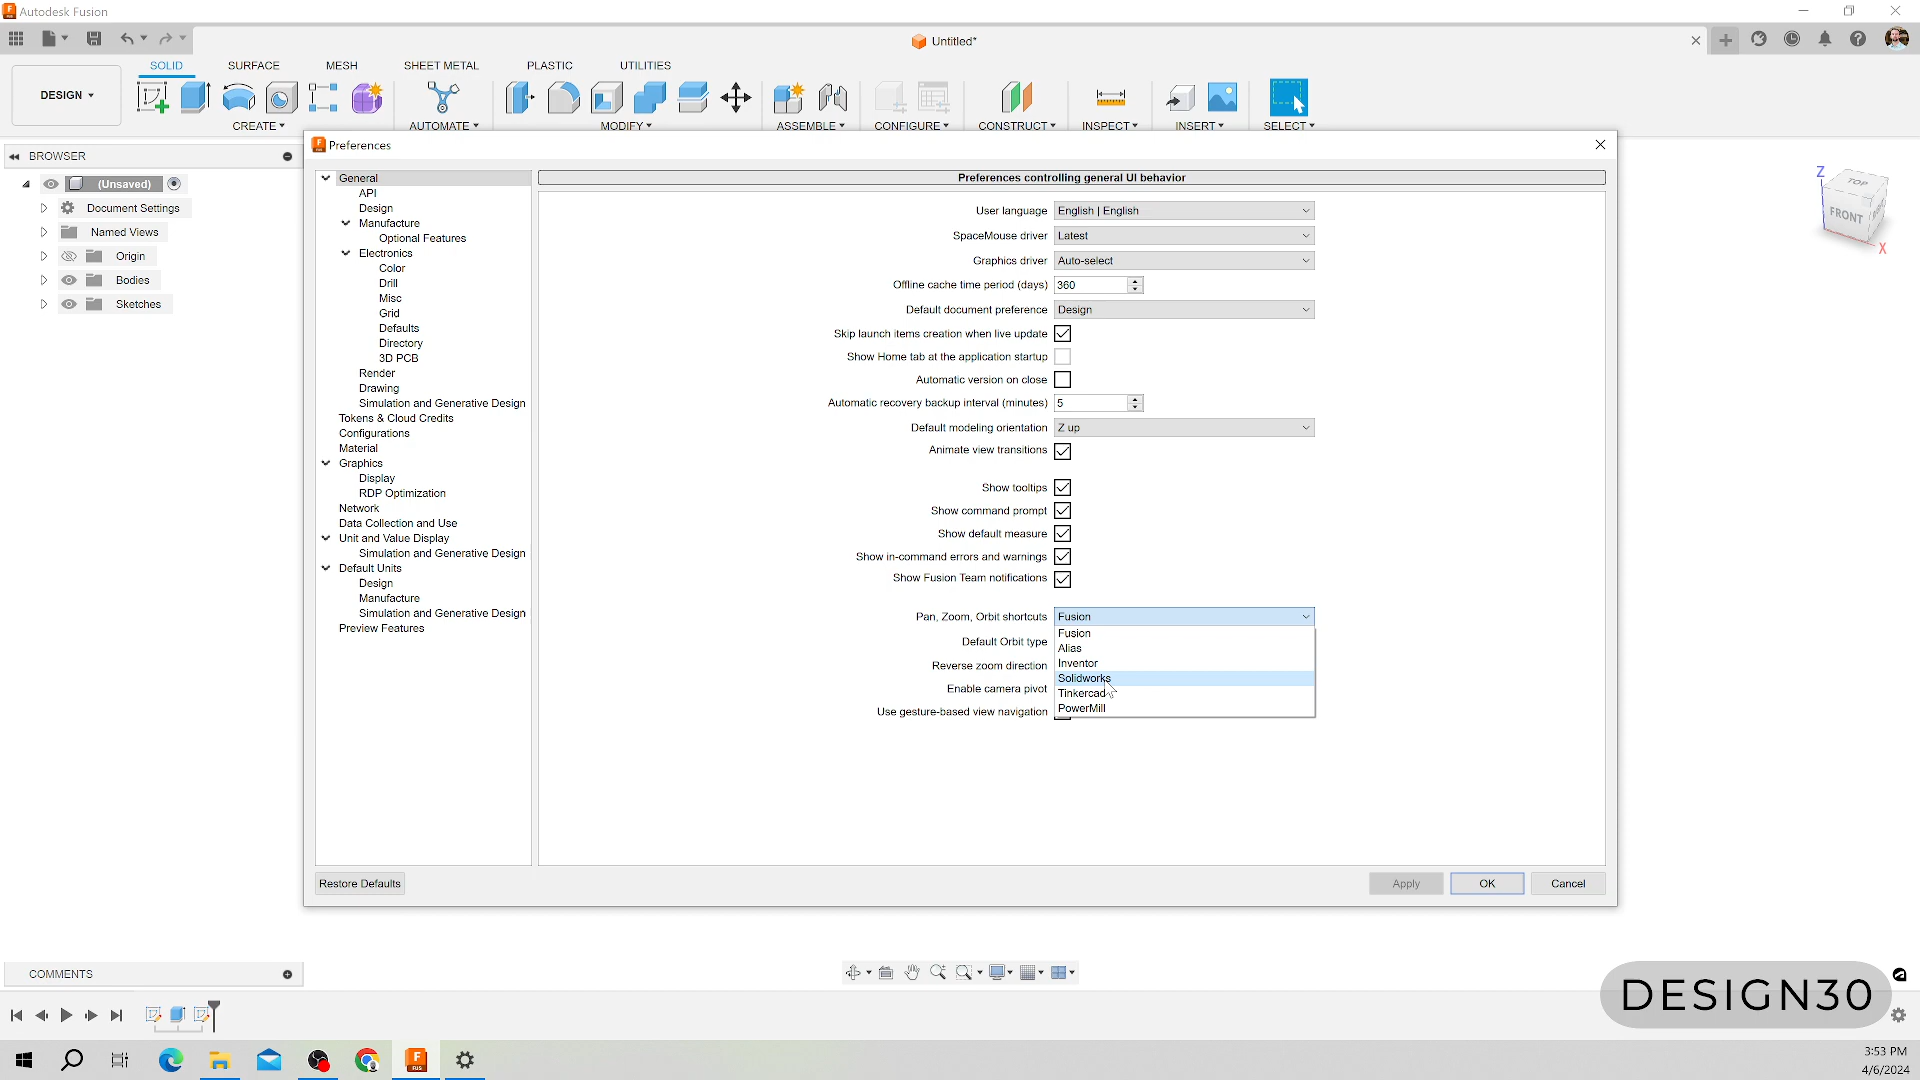 Autodesk Fusion
Untitled*
SOLID SURFACE MESH SHEET METAL PLASTIC UTILITIES
DESIGN
CREATE AUTOMATE MODIFY ASSEMBLE CONFIGURE CONSTRUCT INSPECT INSERT SELECT
BROWSER
(Unsaved)
Document Settings
Named Views
Origin
Bodies
Sketches
Preferences
General
API
Design
Manufacture
Optional Features
Electronics
Color
Drill
Misc
Grid
Defaults
Directory
3D PCB
Render
Drawing
Simulation and Generative Design
Tokens & Cloud Credits
Configurations
Material
Graphics
Display
RDP Optimization
Network
Data Collection and Use
Unit and Value Display
Simulation and Generative Design
Default Units
Design
Manufacture
Simulation and Generative Design
Preview Features
Preferences controlling general UI behavior
User language English | English
SpaceMouse driver Latest
Graphics driver Auto-select
Offline cache time period (days) 360
Default document preference Design
Skip launch items creation when live update
Show Home tab at the application startup
Automatic version on close
Automatic recovery backup interval (minutes) 5
Default modeling orientation Z up
Animate view transitions
Show tooltips
Show command prompt
Show default measure
Show in-command errors and warnings
Show Fusion Team notifications
Pan, Zoom, Orbit shortcuts Fusion
Default Orbit type
Reverse zoom direction
Enable camera pivot
Use gesture-based view navigation
Fusion
Alias
Inventor
Solidworks
Tinkercad
PowerMill
Restore Defaults
Apply OK Cancel
Z
TOP
FRONT
X
COMMENTS
DESIGN30
F
FUS
3:53 PM
4/6/2024